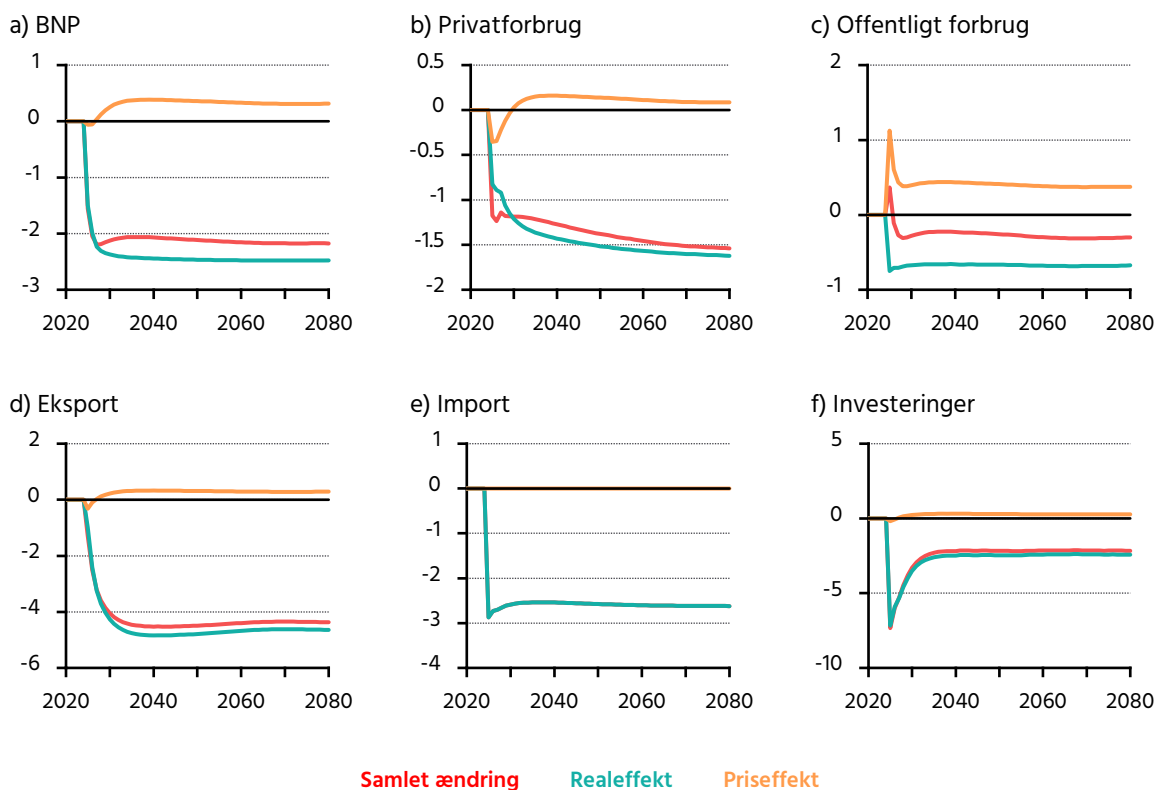 a) BNP
1
0
-1
-2
-3
2020 2040 2060 2080
b) Privatforbrug
0.5
0
-0.5
-1
-1.5
-2
2020 2040 2060 2080
c) Offentligt forbrug
2
1
0
-1
2020 2040 2060 2080
d) Eksport
2
0
-2
-4
-6
2020 2040 2060 2080
e) Import
1
0
-1
-2
-3
-4
2020 2040 2060 2080
f) Investeringer
5
0
-5
-10
2020 2040 2060 2080
Samlet ændring Realeffekt Priseffekt